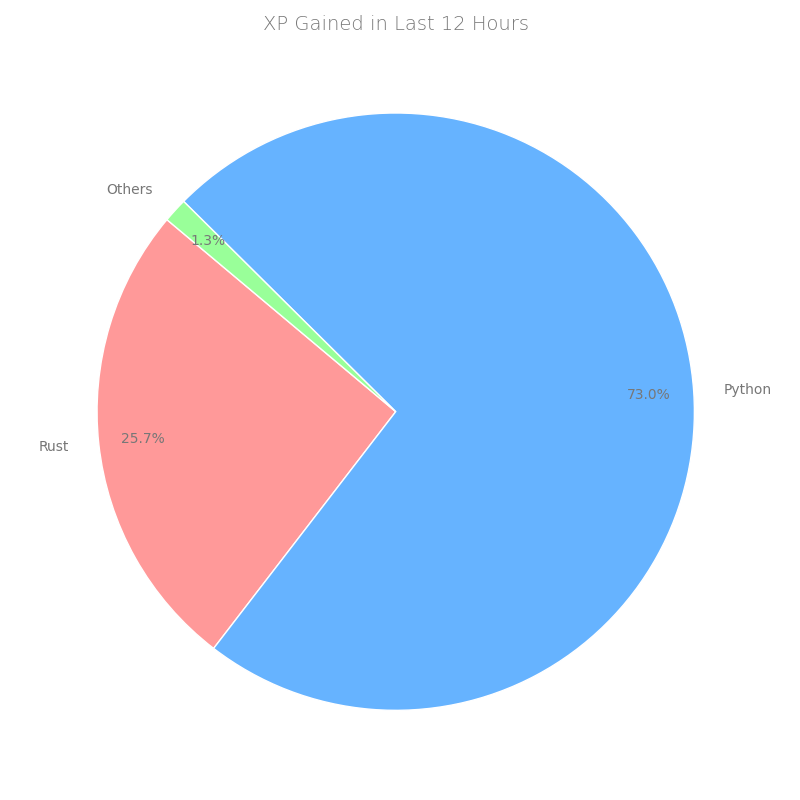 XP Gained in Last 12 Hours
Others
1.3%
73.0%
Python
25.7%
Rust